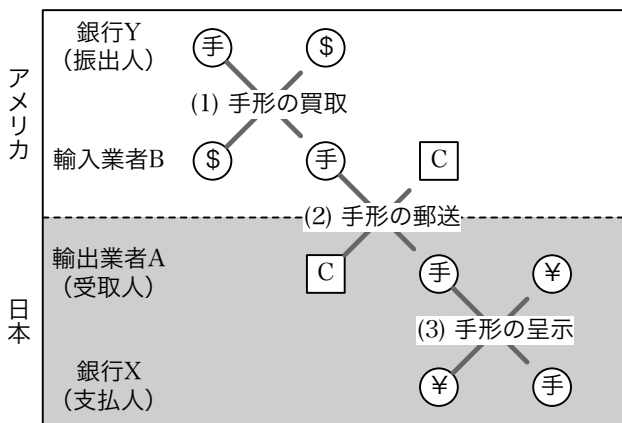 アメリカ
銀行Y
（振出人）
手
$
(1) 手形の買取
輸入業者B
$
手
C
(2) 手形の郵送
日本
輸出業者A
（受取人）
C
手
¥
(3) 手形の呈示
銀行X
（支払人）
¥
手